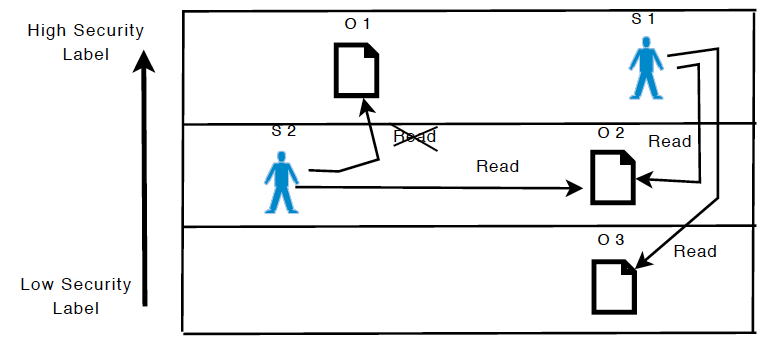 High Security
Label
O 1
S 1
S 2
Read
O 2
Read
Read
O 3
Read
Low Security
Label